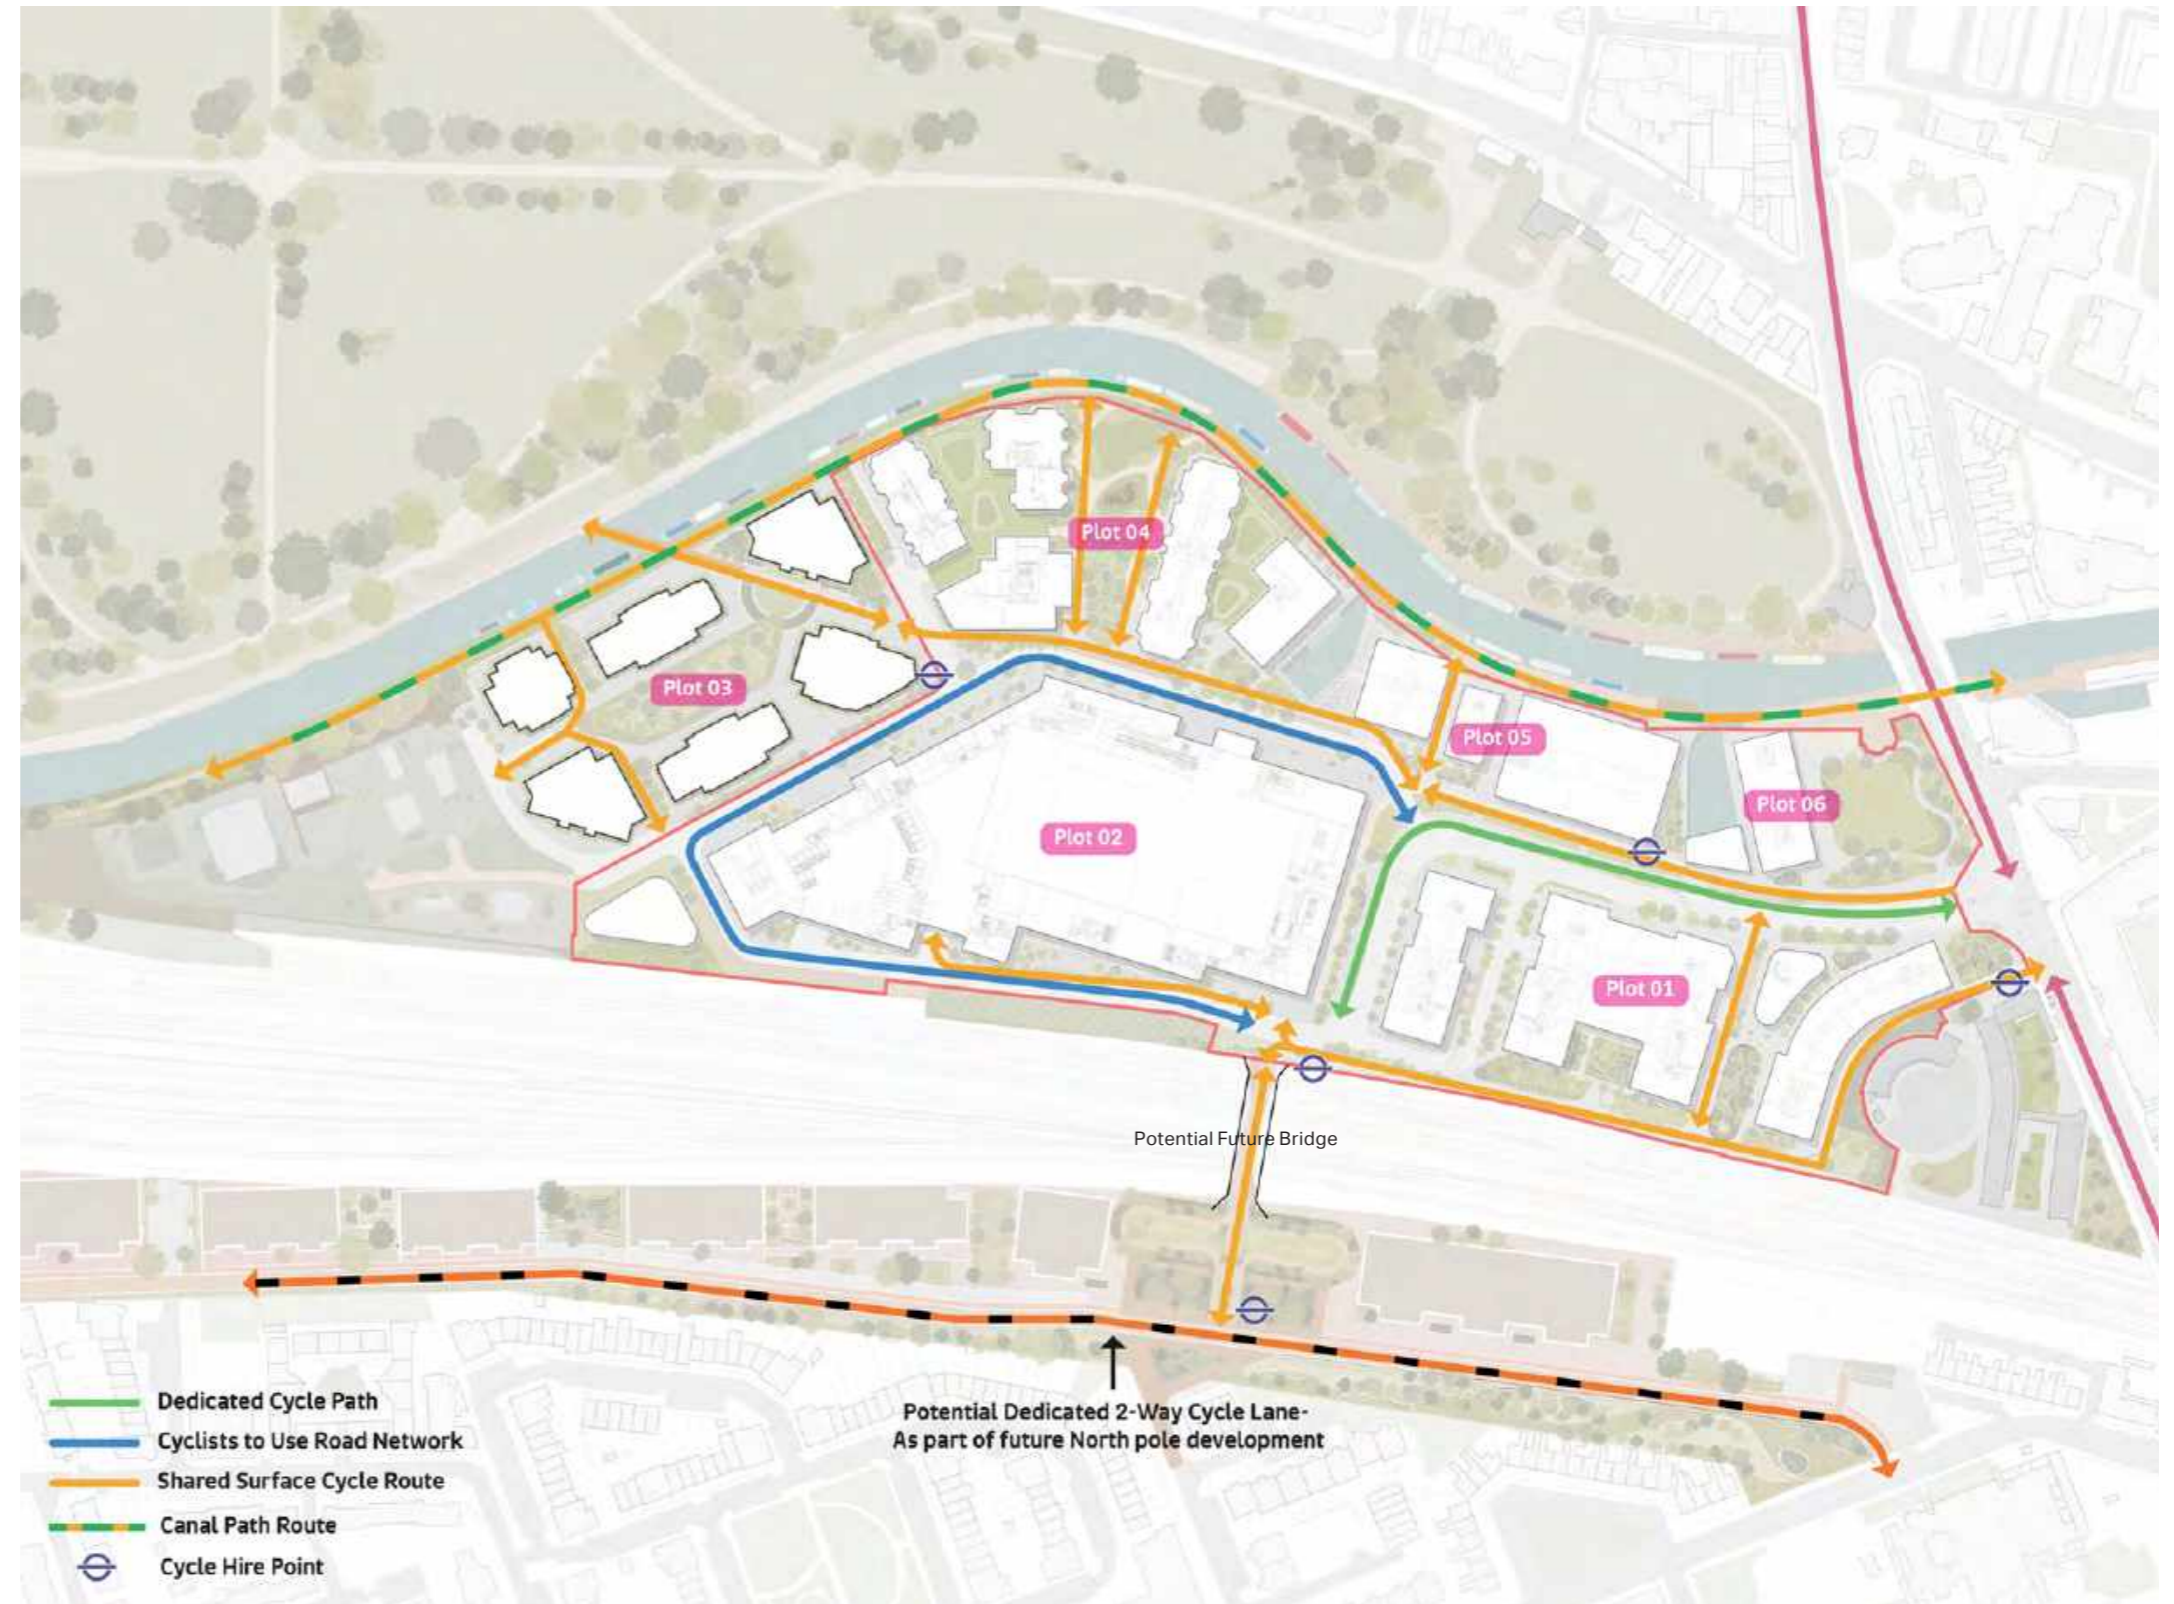 Plot 04
Plot 03
Plot 05
Plot 06
Plot 02
Plot 01
Potential Future Bridge
Potential Dedicated 2-Way Cycle Lane-
As part of future North pole development
Dedicated Cycle Path
Cyclists to Use Road Network
Shared Surface Cycle Route
Canal Path Route
Cycle Hire Point